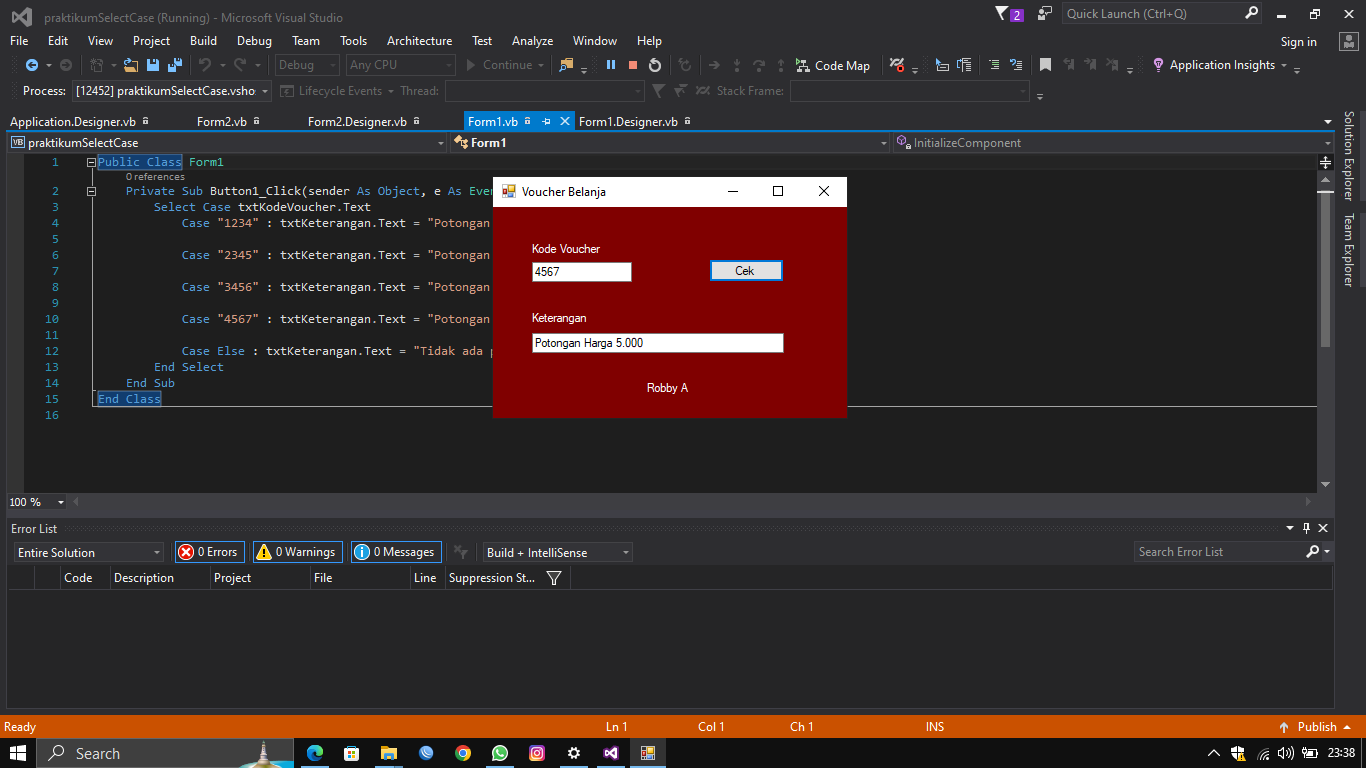 praktikumSelectCase (Running) - Microsoft Visual Studio
2
Quick Launch (Ctrl+Q)
File Edit View Project Build Debug Team Tools Architecture Test Analyze Window Help
Sign in
Debug Any CPU Continue Code Map Application Insights
Process: [12452] praktikumSelectCase.vsho Lifecycle Events Thread: Stack Frame:
Application.Designer.vb Form2.vb Form2.Designer.vb Form1.vb Form1.Designer.vb
VB praktikumSelectCase Form1 InitializeComponent
Solution Explorer
Team Explorer
1 Public Class Form1
0 references
2 Private Sub Button1_Click(sender As Object, e As Even
3 Select Case txtKodeVoucher.Text
4 Case "1234" : txtKeterangan.Text = "Potongan
5
6 Case "2345" : txtKeterangan.Text = "Potongan
7
8 Case "3456" : txtKeterangan.Text = "Potongan
9
10 Case "4567" : txtKeterangan.Text = "Potongan
11
12 Case Else : txtKeterangan.Text = "Tidak ada p
13 End Select
14 End Sub
15 End Class
16
Voucher Belanja
Kode Voucher
4567 Cek
Keterangan
Potongan Harga 5.000
Robby A
100 %
Error List
Entire Solution 0 Errors 0 Warnings 0 Messages Build + IntelliSense Search Error List
Code Description Project File Line Suppression St...
Ready Ln 1 Col 1 Ch 1 INS Publish
Search 23:38